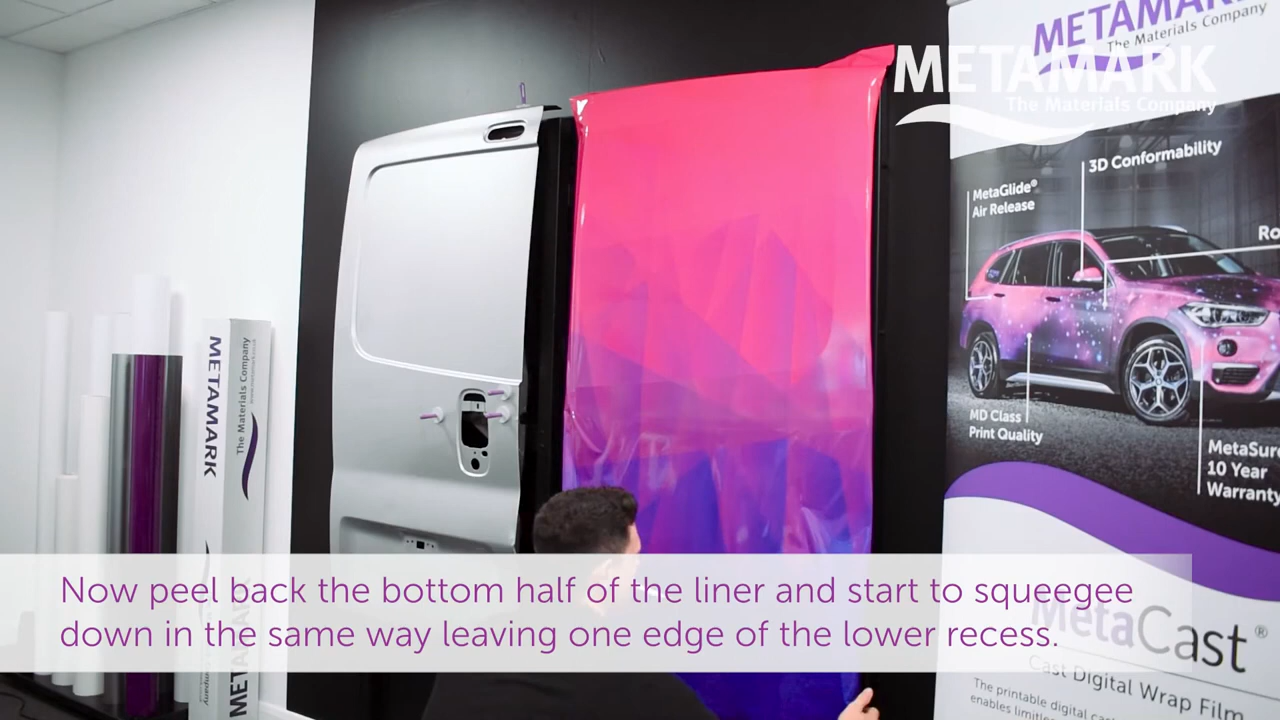 METAMARK
The Materials Company
METAMARK
The Materials Company
3D Conformability
MetaGlide®
Air Release
Ro
MD Class
Print Quality
MetaSure
10 Year
Warranty
METAMARK
The Materials Company
Now peel back the bottom half of the liner and start to squeegee
down in the same way leaving one edge of the lower recess.
MetaCast®
Cast Digital Wrap Film
The printable digital cast
enables limitless